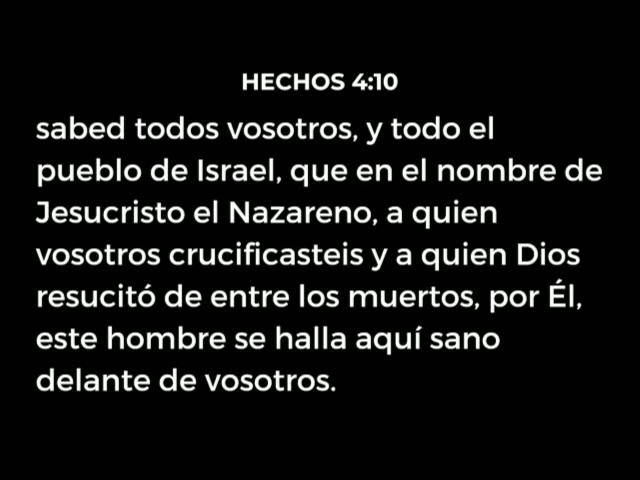 HECHOS 4:10
sabed todos vosotros, y todo el
pueblo de Israel, que en el nombre de
Jesucristo el Nazareno, a quien
vosotros crucificasteis y a quien Dios
resucitó de entre los muertos, por Él,
este hombre se halla aquí sano
delante de vosotros.